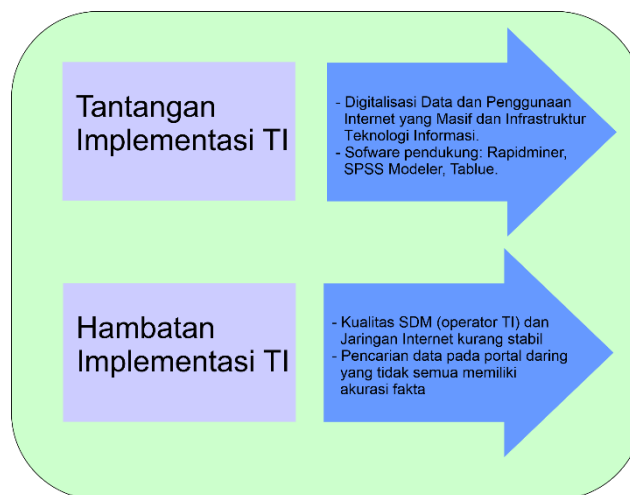 Tantangan
Implementasi TI
- Digitalisasi Data dan Penggunaan
Internet yang Masif dan Infrastruktur
Teknologi Informasi.
- Sofware pendukung: Rapidminer,
SPSS Modeler, Tablue.
Hambatan
Implementasi TI
- Kualitas SDM (operator TI) dan
Jaringan Internet kurang stabil
- Pencarian data pada portal daring
yang tidak semua memiliki
akurasi fakta